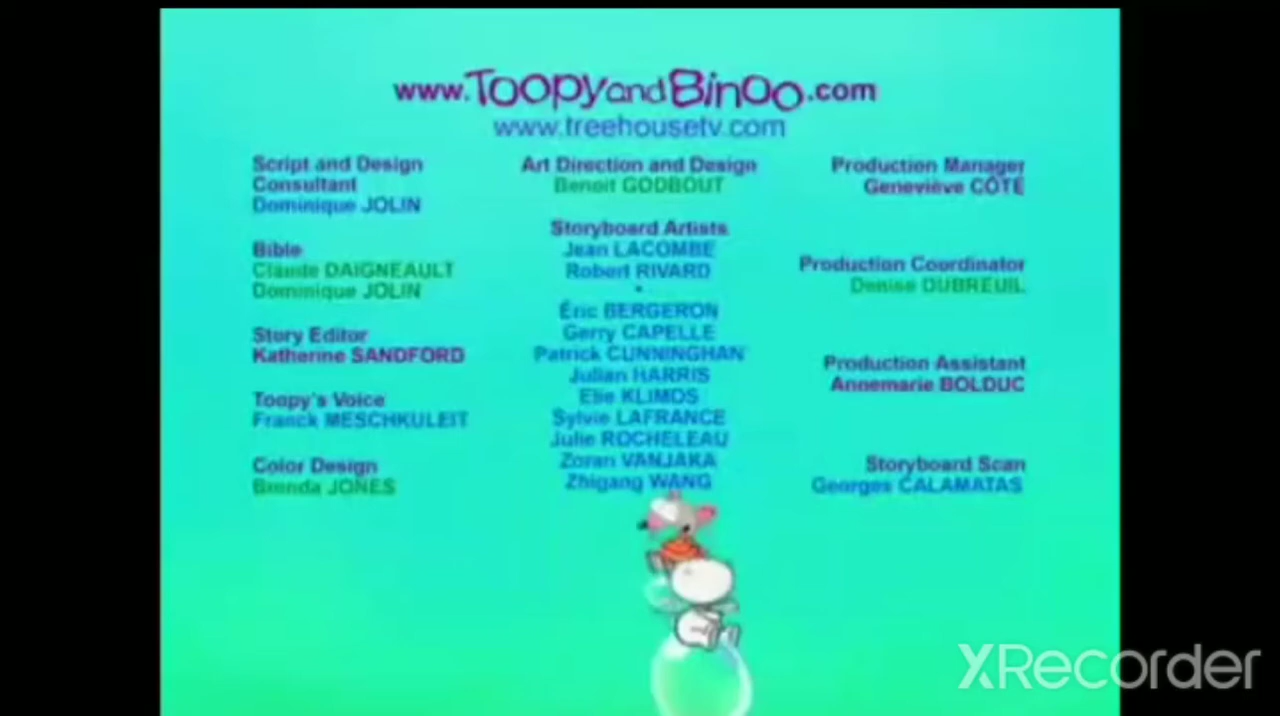 www.ToopyandBinoo.com
www.treehousetv.com
Script and Design
Consultant
Dominique JOLIN
Bible
Claude DAIGNEAULT
Dominique JOLIN
Story Editor
Katherine SANDFORD
Toopy's Voice
Franck MESCHKULEIT
Color Design
Brenda JONES
Art Direction and Design
Benoit GODBOUT
Storyboard Artists
Jean LACOMBE
Robert RIVARD
•
Éric BERGERON
Gerry CAPELLE
Patrick CUNNINGHAN
Julian HARRIS
Elie KLIMOS
Sylvie LAFRANCE
Julie ROCHELEAU
Zoran VANJAKA
Zhigang WANG
Production Manager
Geneviève CÔTÉ
Production Coordinator
Denise DUBREUIL
Production Assistant
Annemarie BOLDUC
Storyboard Scan
Georges CALAMATAS
XRecorder